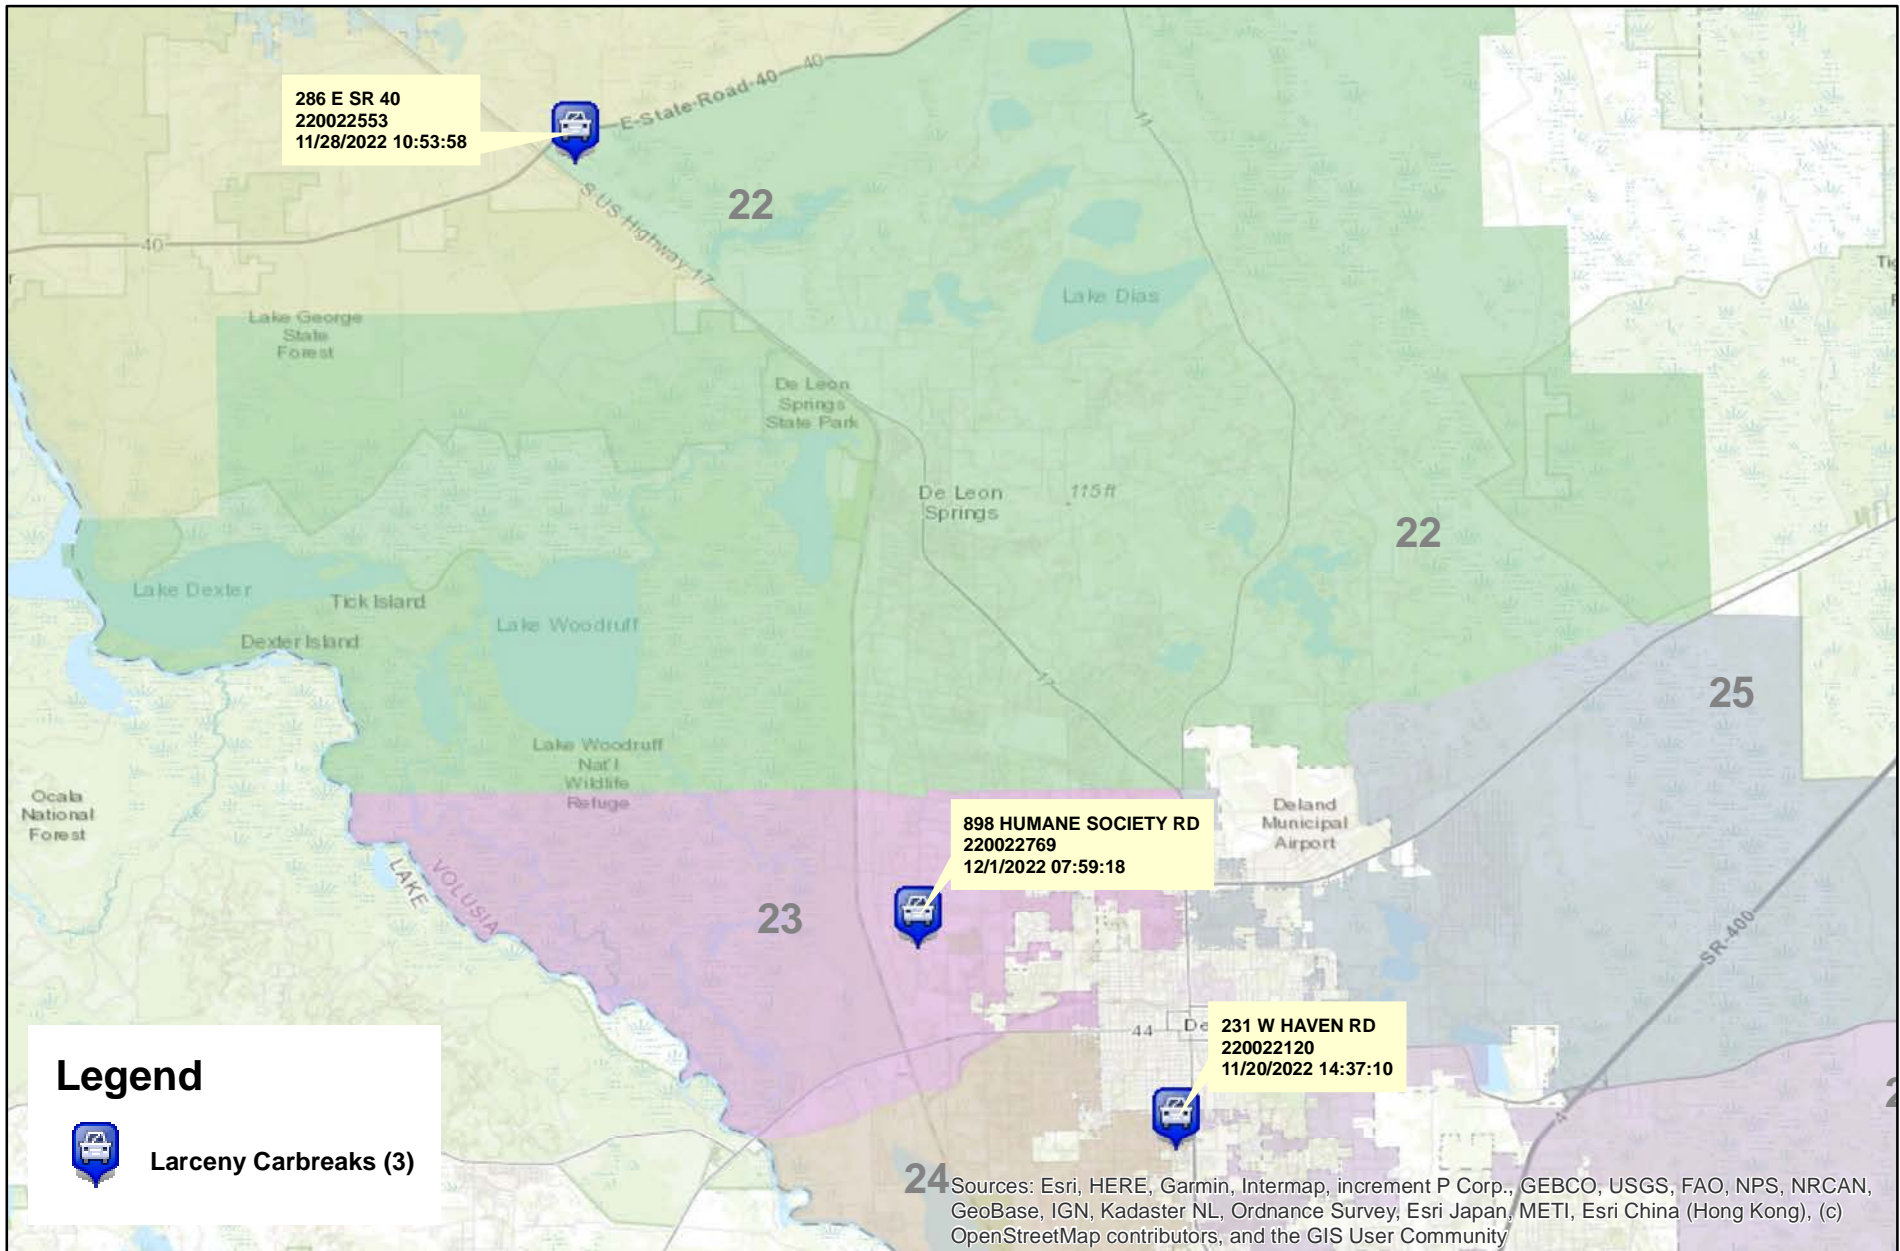 286 E SR 40
220022553
11/28/2022 10:53:58
E-State-Road-40
40
14
22
S-US-Highway-17
40
Lake Dias
Lake George
State
Forest
De Leon
Springs
State Park
De Leon
Springs
115 ft
22
Lake Dexter
Tick Island
Dexter Island
Lake Woodruff
17
25
Lake Woodruff
Nat'l
Wildlife
Refuge
Ocala
National
Forest
Deland
Municipal
Airport
898 HUMANE SOCIETY RD
220022769
12/1/2022 07:59:18
LAKE
VOLUSIA
23
SR-400
44
De
231 W HAVEN RD
220022120
11/20/2022 14:37:10
4
Legend
Larceny Carbreaks (3)
24
Sources: Esri, HERE, Garmin, Intermap, increment P Corp., GEBCO, USGS, FAO, NPS, NRCAN,
GeoBase, IGN, Kadaster NL, Ordnance Survey, Esri Japan, METI, Esri China (Hong Kong), (c)
OpenStreetMap contributors, and the GIS User Community